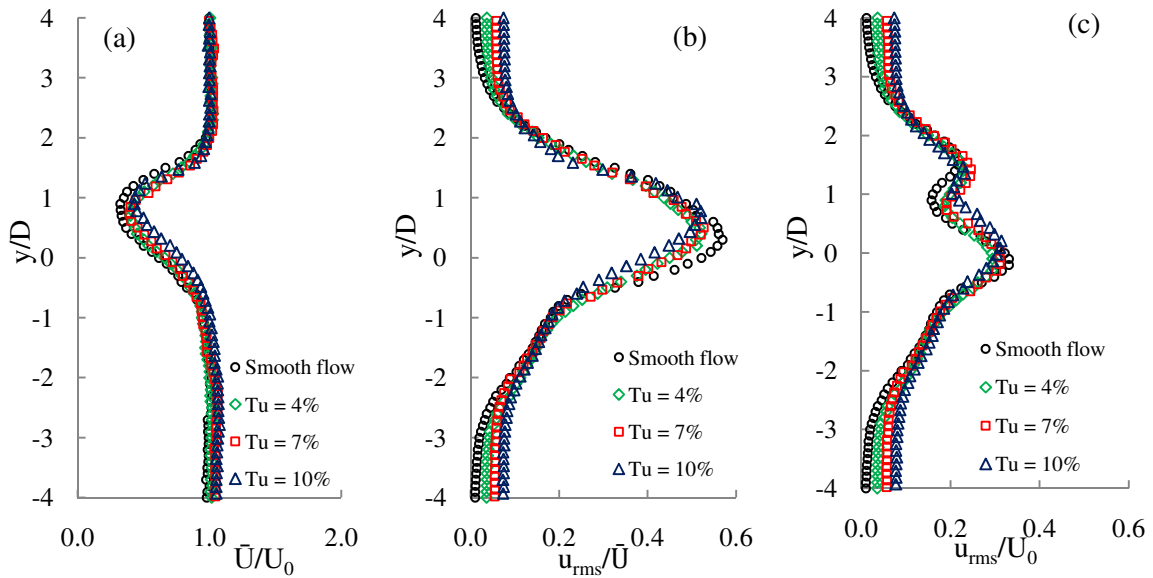 (a)
4
3
2
1
0
-1
-2
-3
-4
y/D
Smooth flow
Tu = 4%
Tu = 7%
Tu = 10%
0.0 1.0 2.0
Ū/U₀
(b)
4
3
2
1
0
-1
-2
-3
-4
y/D
Smooth flow
Tu = 4%
Tu = 7%
Tu = 10%
0.0 0.2 0.4 0.6
uᵣₘₛ/Ū
(c)
4
3
2
1
0
-1
-2
-3
-4
y/D
Smooth flow
Tu = 4%
Tu = 7%
Tu = 10%
0.0 0.2 0.4 0.6
uᵣₘₛ/U₀